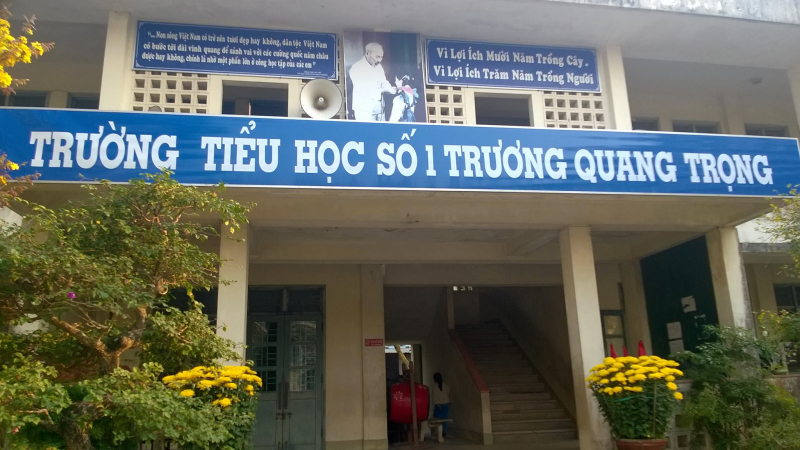 "... Non sông Việt Nam có trở nên tươi đẹp hay không, dân tộc Việt Nam
có bước tới đài vinh quang để sánh vai với các cường quốc năm châu
được hay không, chính là nhờ một phần lớn ở công học tập của các em"
Vì Lợi Ích Mười Năm Trồng Cây.
Vì Lợi Ích Trăm Năm Trồng Người
TRƯỜNG TIỂU HỌC SỐ 1 TRƯƠNG QUANG TRỌNG